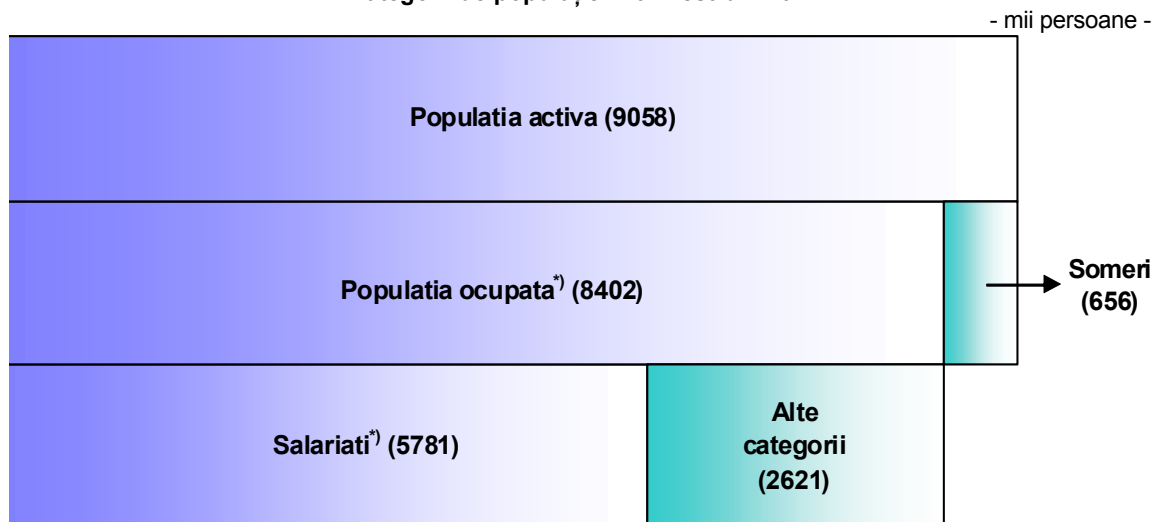 - mii persoane -
Populatia activa (9058)
Populatia ocupata*) (8402)
Someri
(656)
Salariati*) (5781)
Alte
categorii
(2621)